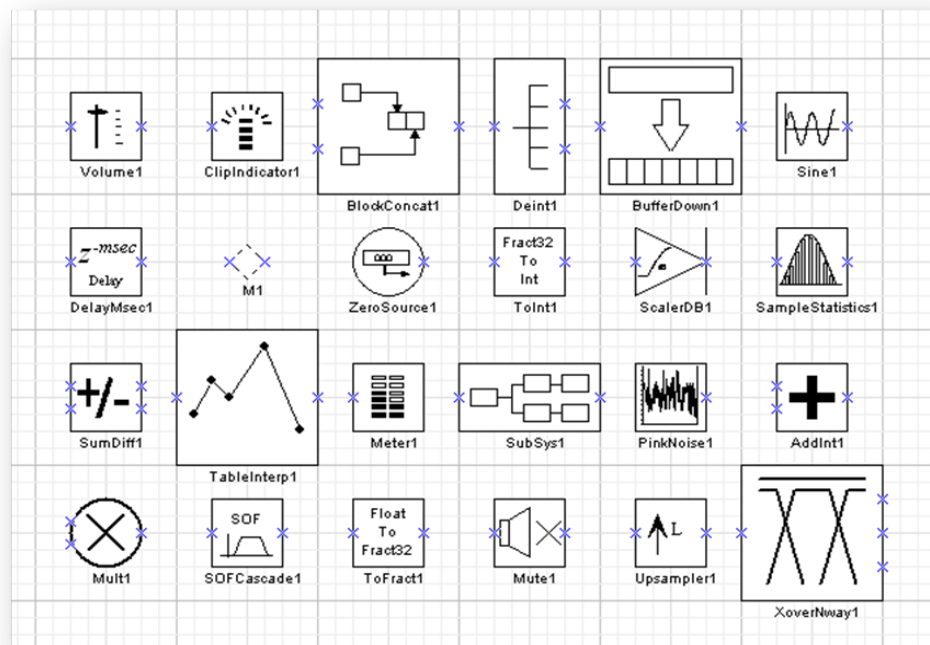 Volume1
ClipIndicator1
BlockConcat1
Deint1
BufferDown1
Sine1
z-msec
Delay
DelayMsec1
M1
ZeroSource1
Fract32
To
Int
ToInt1
ScalerDB1
SampleStatistics1
+/-
SumDiff1
TableInterp1
Meter1
SubSys1
PinkNoise1
AddInt1
Mult1
SOF
SOFCascade1
Float
To
Fract32
ToFract1
Mute1
L
Upsampler1
XoverNway1